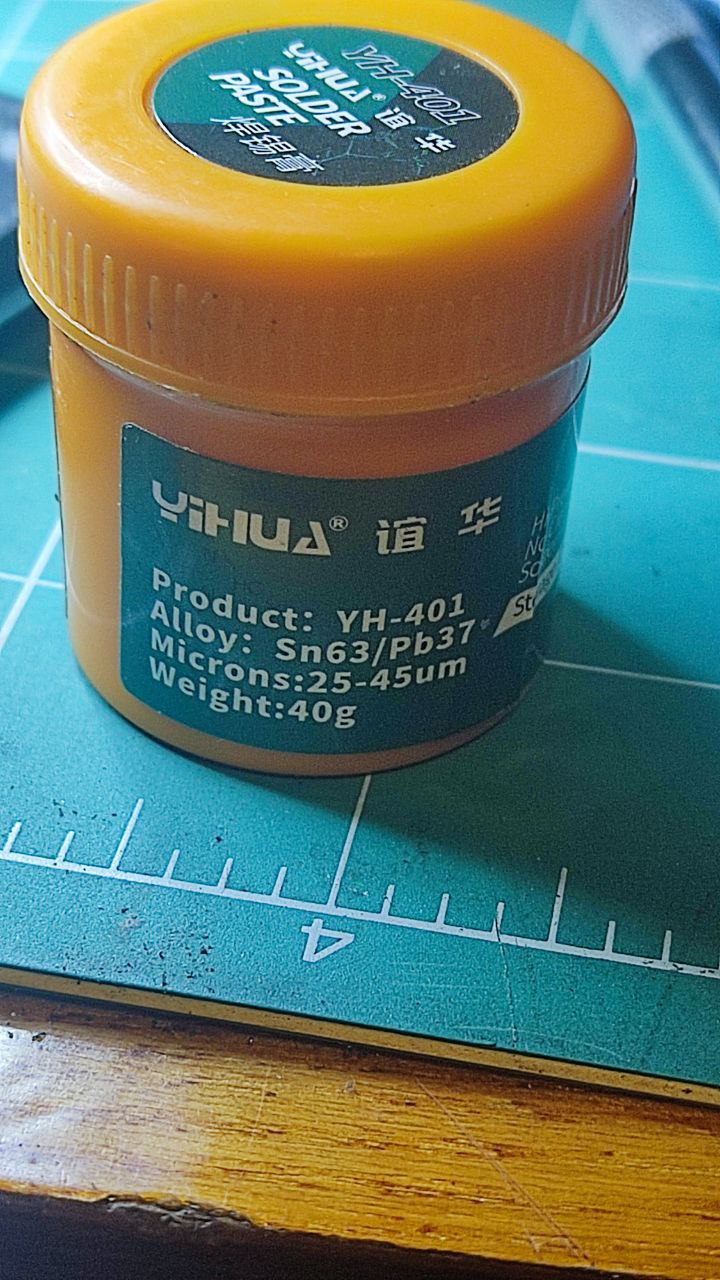 YH-401
YiHUA® 谊 华
SOLDER
PASTE
焊锡膏
YiHUA® 谊 华
Product: YH-401
Alloy: Sn63/Pb37
Microns:25-45um
Weight:40g
4